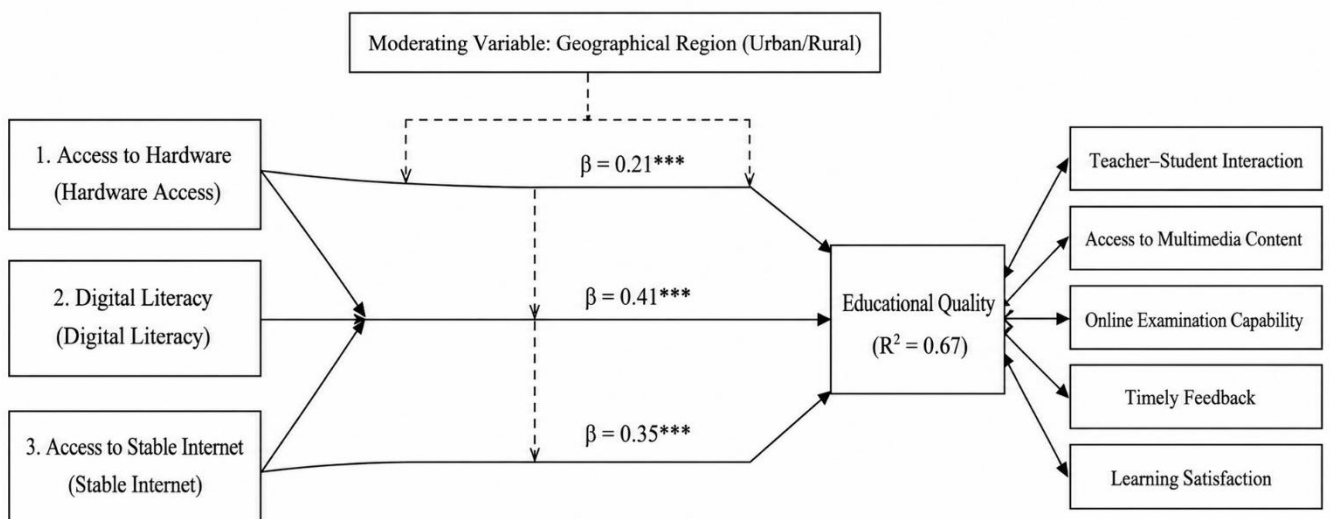 Moderating Variable: Geographical Region (Urban/Rural)
1. Access to Hardware
(Hardware Access)
β = 0.21***
Teacher–Student Interaction
Access to Multimedia Content
2. Digital Literacy
(Digital Literacy)
β = 0.41***
Educational Quality
(R² = 0.67)
Online Examination Capability
Timely Feedback
3. Access to Stable Internet
(Stable Internet)
β = 0.35***
Learning Satisfaction